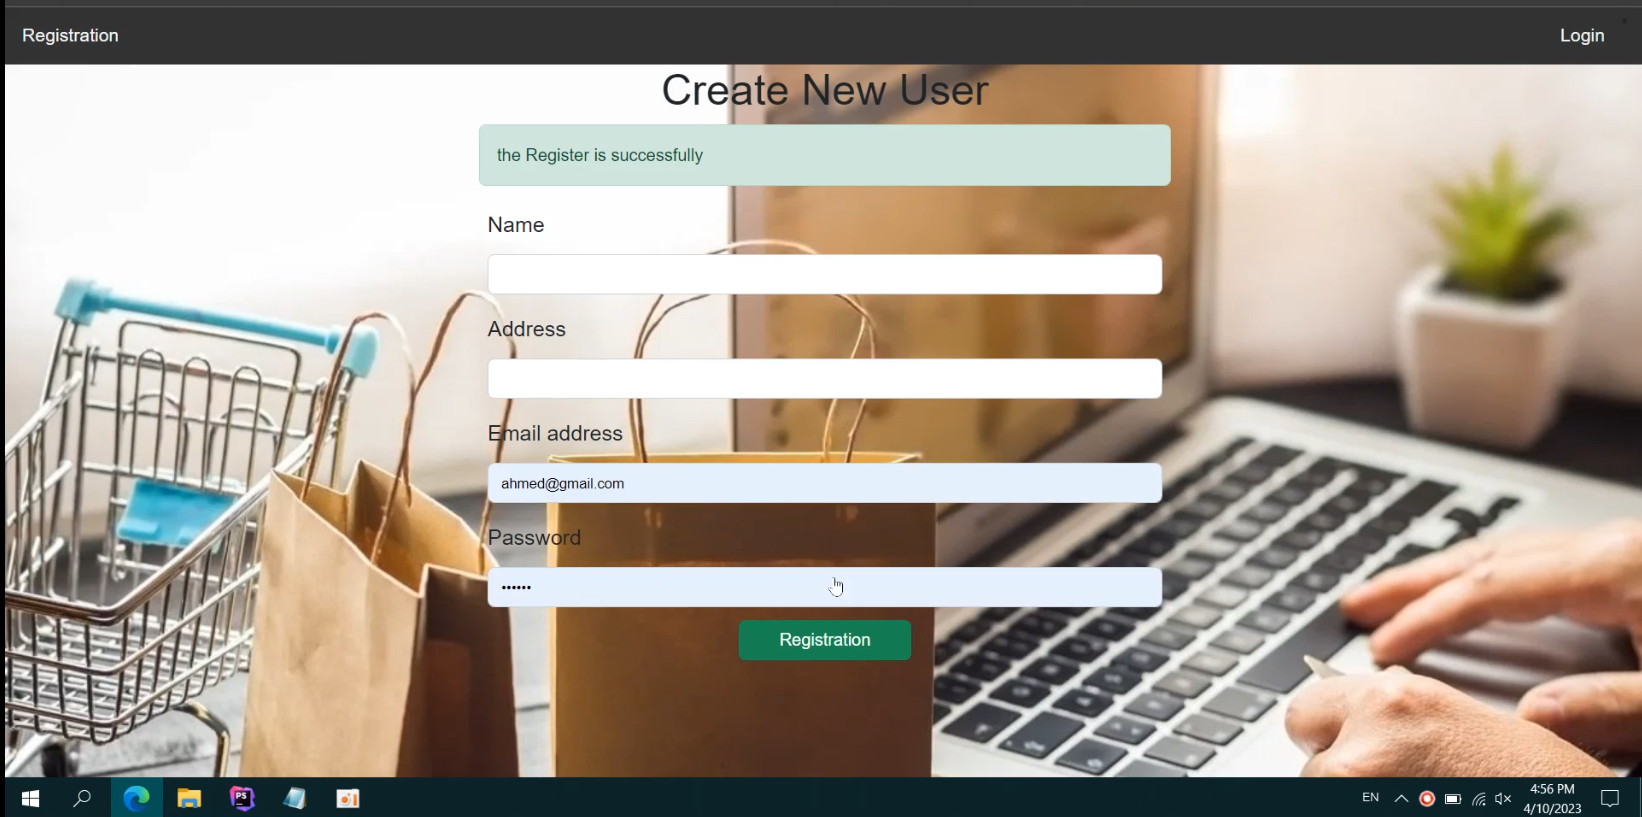 Registration
Login
Create New User
the Register is successfully
Name
Address
Email address
ahmed@gmail.com
Password
••••••
Registration
PS
EN
4:56 PM
4/10/2023